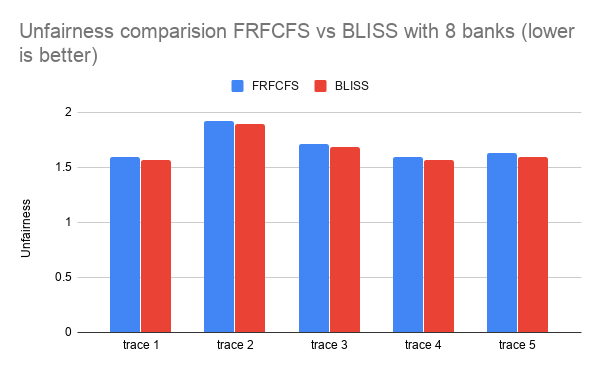 Unfairness comparision FRFCFS vs BLISS with 8 banks (lower
is better)
FRFCFS BLISS
2
1.5
1
0.5
0
Unfairness
trace 1 trace 2 trace 3 trace 4 trace 5